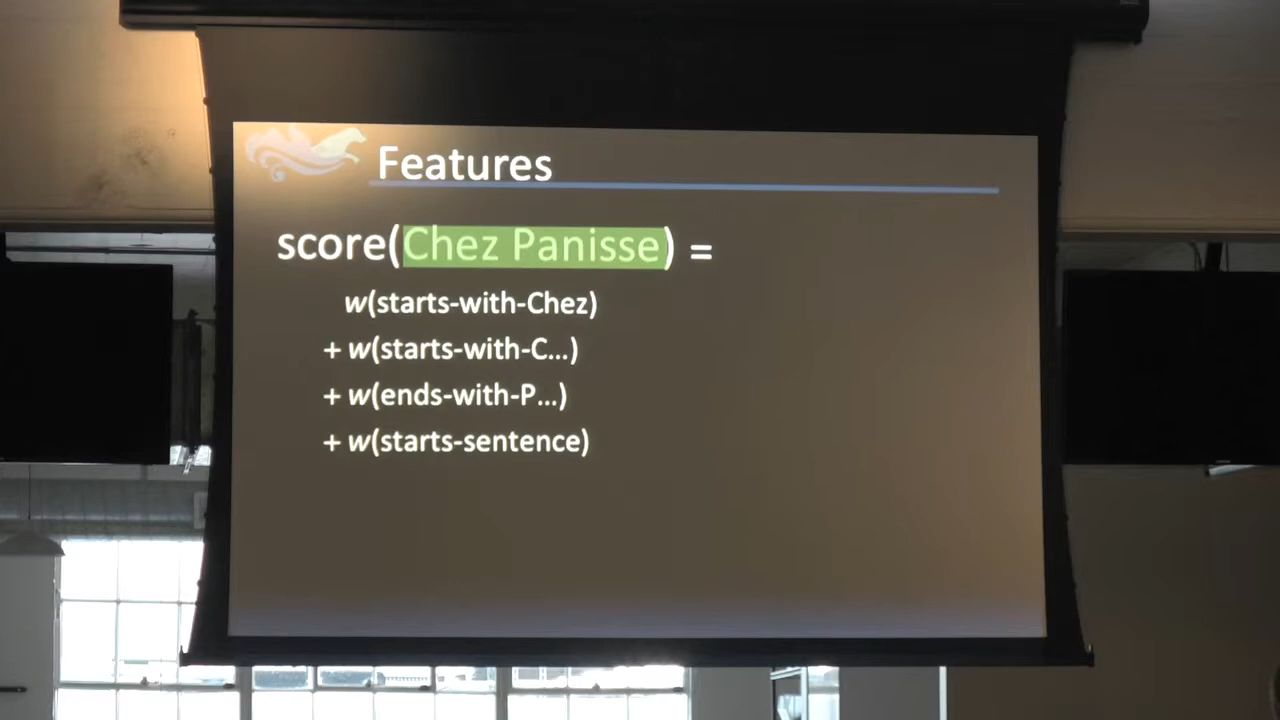 Features
score(Chez Panisse) =
w(starts-with-Chez)
+ w(starts-with-C...)
+ w(ends-with-P...)
+ w(starts-sentence)